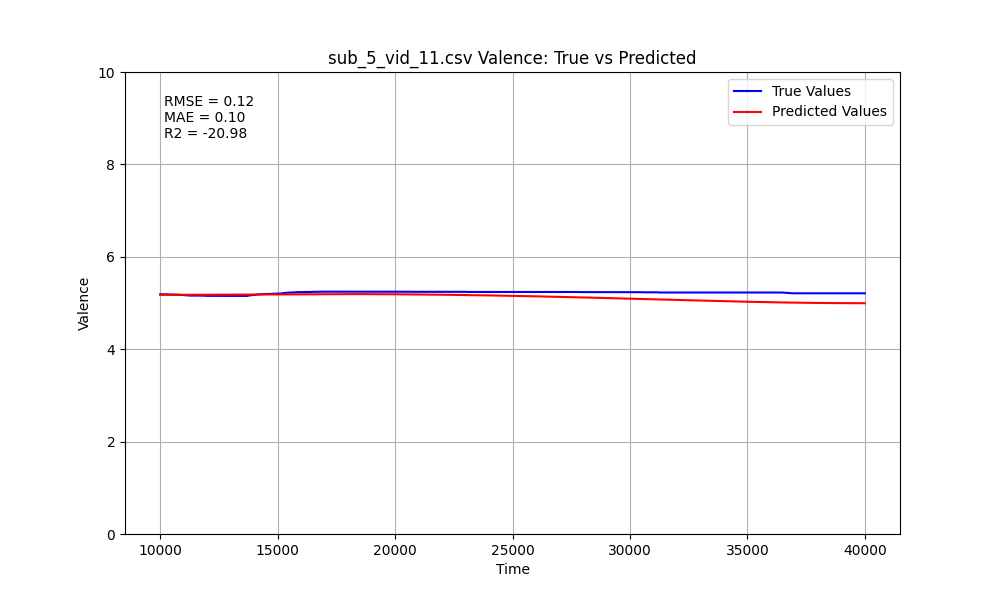 sub_5_vid_11.csv Valence: True vs Predicted
10
8
6
4
2
0
Valence
RMSE = 0.12
MAE = 0.10
R2 = -20.98
True Values
Predicted Values
10000 15000 20000 25000 30000 35000 40000
Time